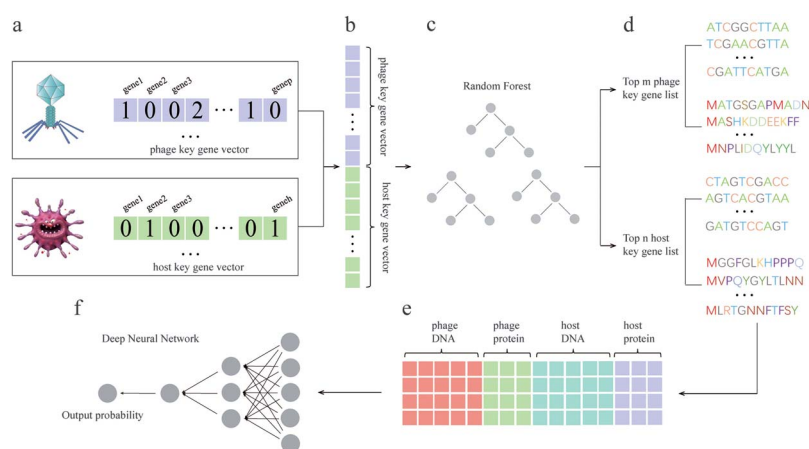 a
gene1 gene2 gene3 genep
1 0 0 2 ... 1 0
...
phage key gene vector
gene1 gene2 gene3 geneh
0 1 0 0 ... 0 1
...
host key gene vector
b
phage key gene vector
host key gene vector
c
Random Forest
d
Top m phage
key gene list
ATCGGCTTAA
TCGAACGTTA
...
CGATTCATGA
MATGSGAPMADN
MASHKDDEEKFF
...
MNPLIDQYLYYL
Top n host
key gene list
CTAGTCGACC
AGTCACGTAA
...
GATGTCCAGT
MGGFGLKHPPPQ
MVPQYGYLTLNN
...
MLRTGNNFTFSY
e
phage
DNA
phage
protein
host
DNA
host
protein
f
Deep Neural Network
Output probability